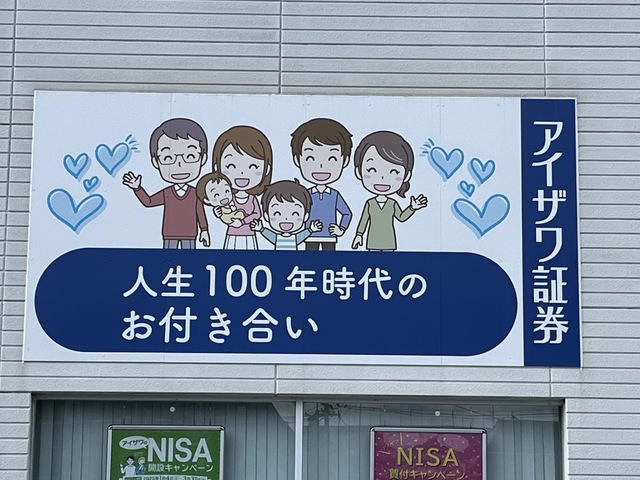 人生100年時代の
お付き合い
アイザワ証券
アイザワの
NISA
開設キャンペーン
NISA
買付キャンペーン